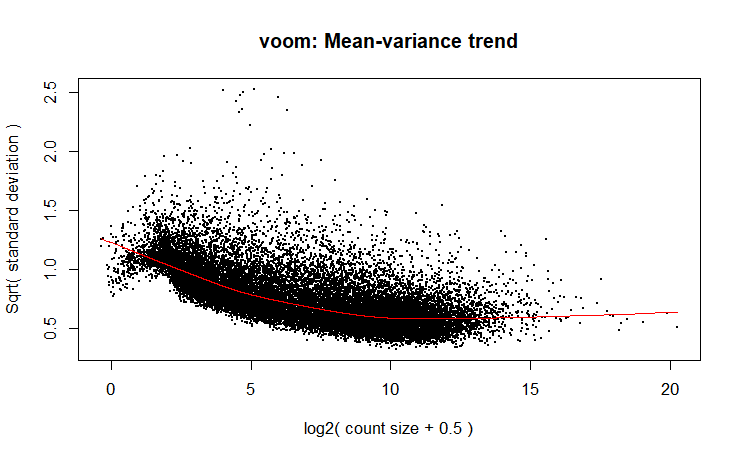 voom: Mean-variance trend
Sqrt( standard deviation )
2.5
2.0
1.5
1.0
0.5
0 5 10 15 20
log2( count size + 0.5 )